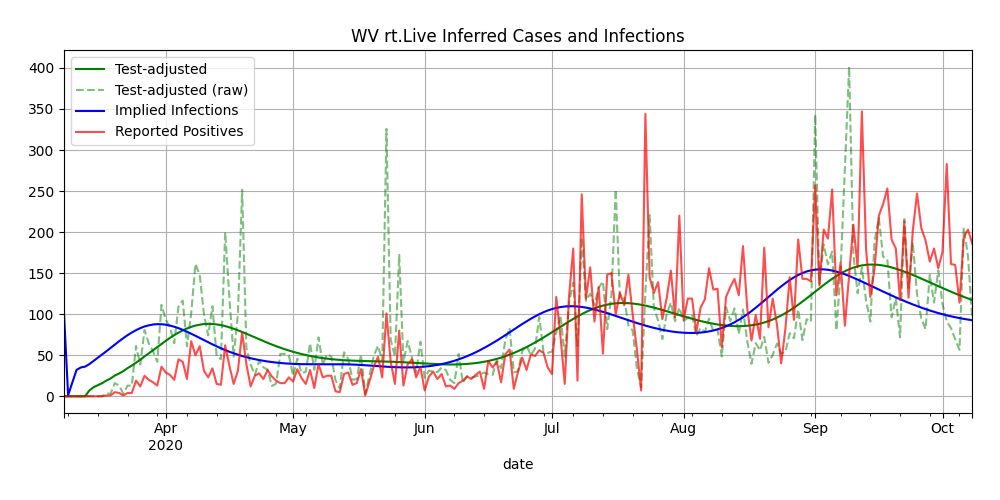 WV rt.Live Inferred Cases and Infections
Test-adjusted
Test-adjusted (raw)
Implied Infections
Reported Positives
400
350
300
250
200
150
100
50
0
Apr May Jun Jul Aug Sep Oct
2020
date